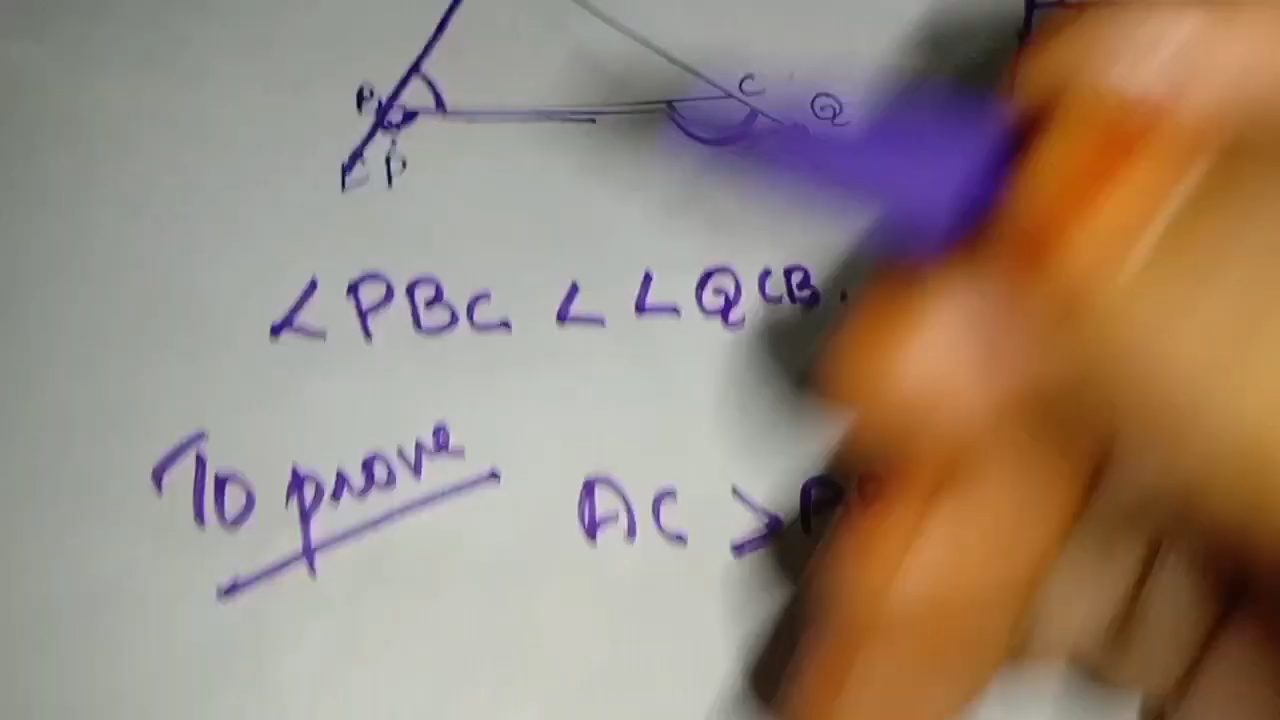 C
Q
P
∠PBC < ∠QCB.
To prove
AC >